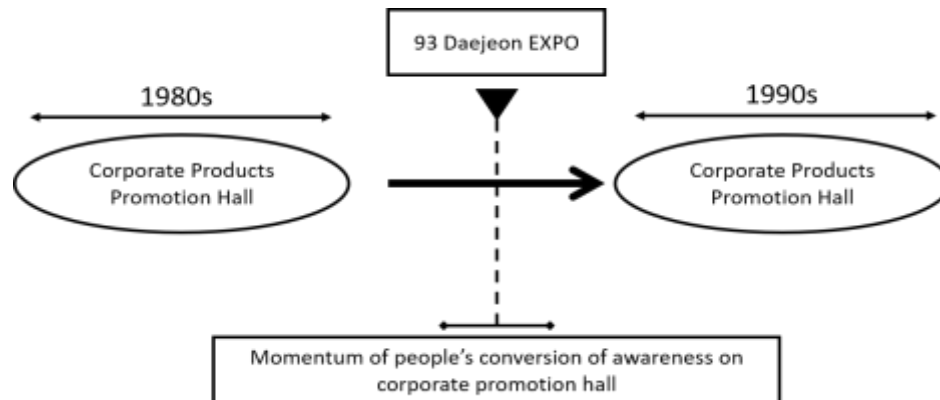 93 Daejeon EXPO
1980s
1990s
Corporate Products
Promotion Hall
Corporate Products
Promotion Hall
Momentum of people's conversion of awareness on
corporate promotion hall